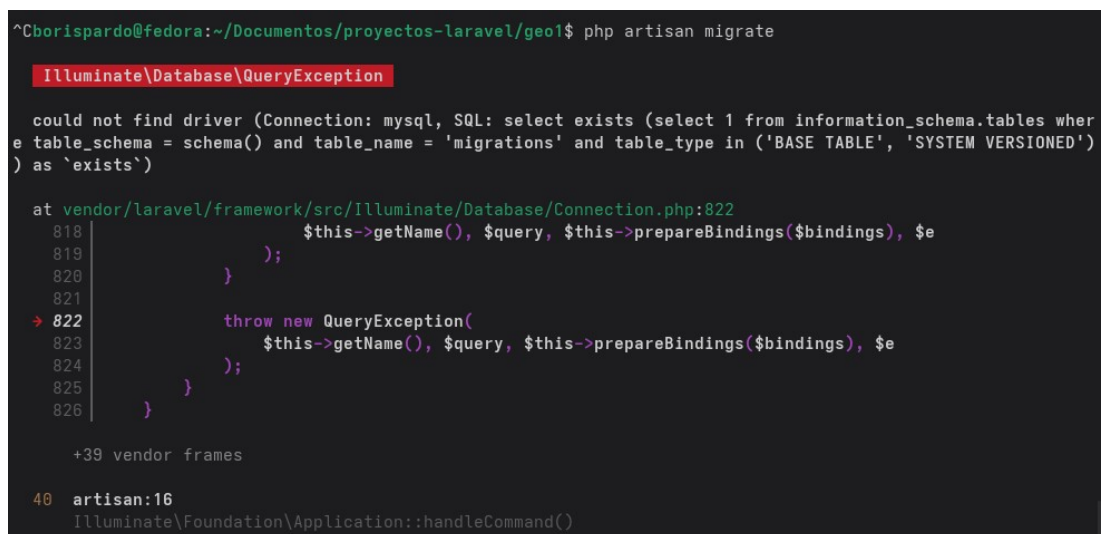 ^Cborispardo@fedora:~/Documentos/proyectos-laravel/geo1$ php artisan migrate
Illuminate\Database\QueryException
could not find driver (Connection: mysql, SQL: select exists (select 1 from information_schema.tables wher
e table_schema = schema() and table_name = 'migrations' and table_type in ('BASE TABLE', 'SYSTEM VERSIONED')
) as `exists`)
at vendor/laravel/framework/src/Illuminate/Database/Connection.php:822
818 $this->getName(), $query, $this->prepareBindings($bindings), $e
819 );
820 }
821
→ 822 throw new QueryException(
823 $this->getName(), $query, $this->prepareBindings($bindings), $e
824 );
825 }
826 }
+39 vendor frames
40 artisan:16
Illuminate\Foundation\Application::handleCommand()